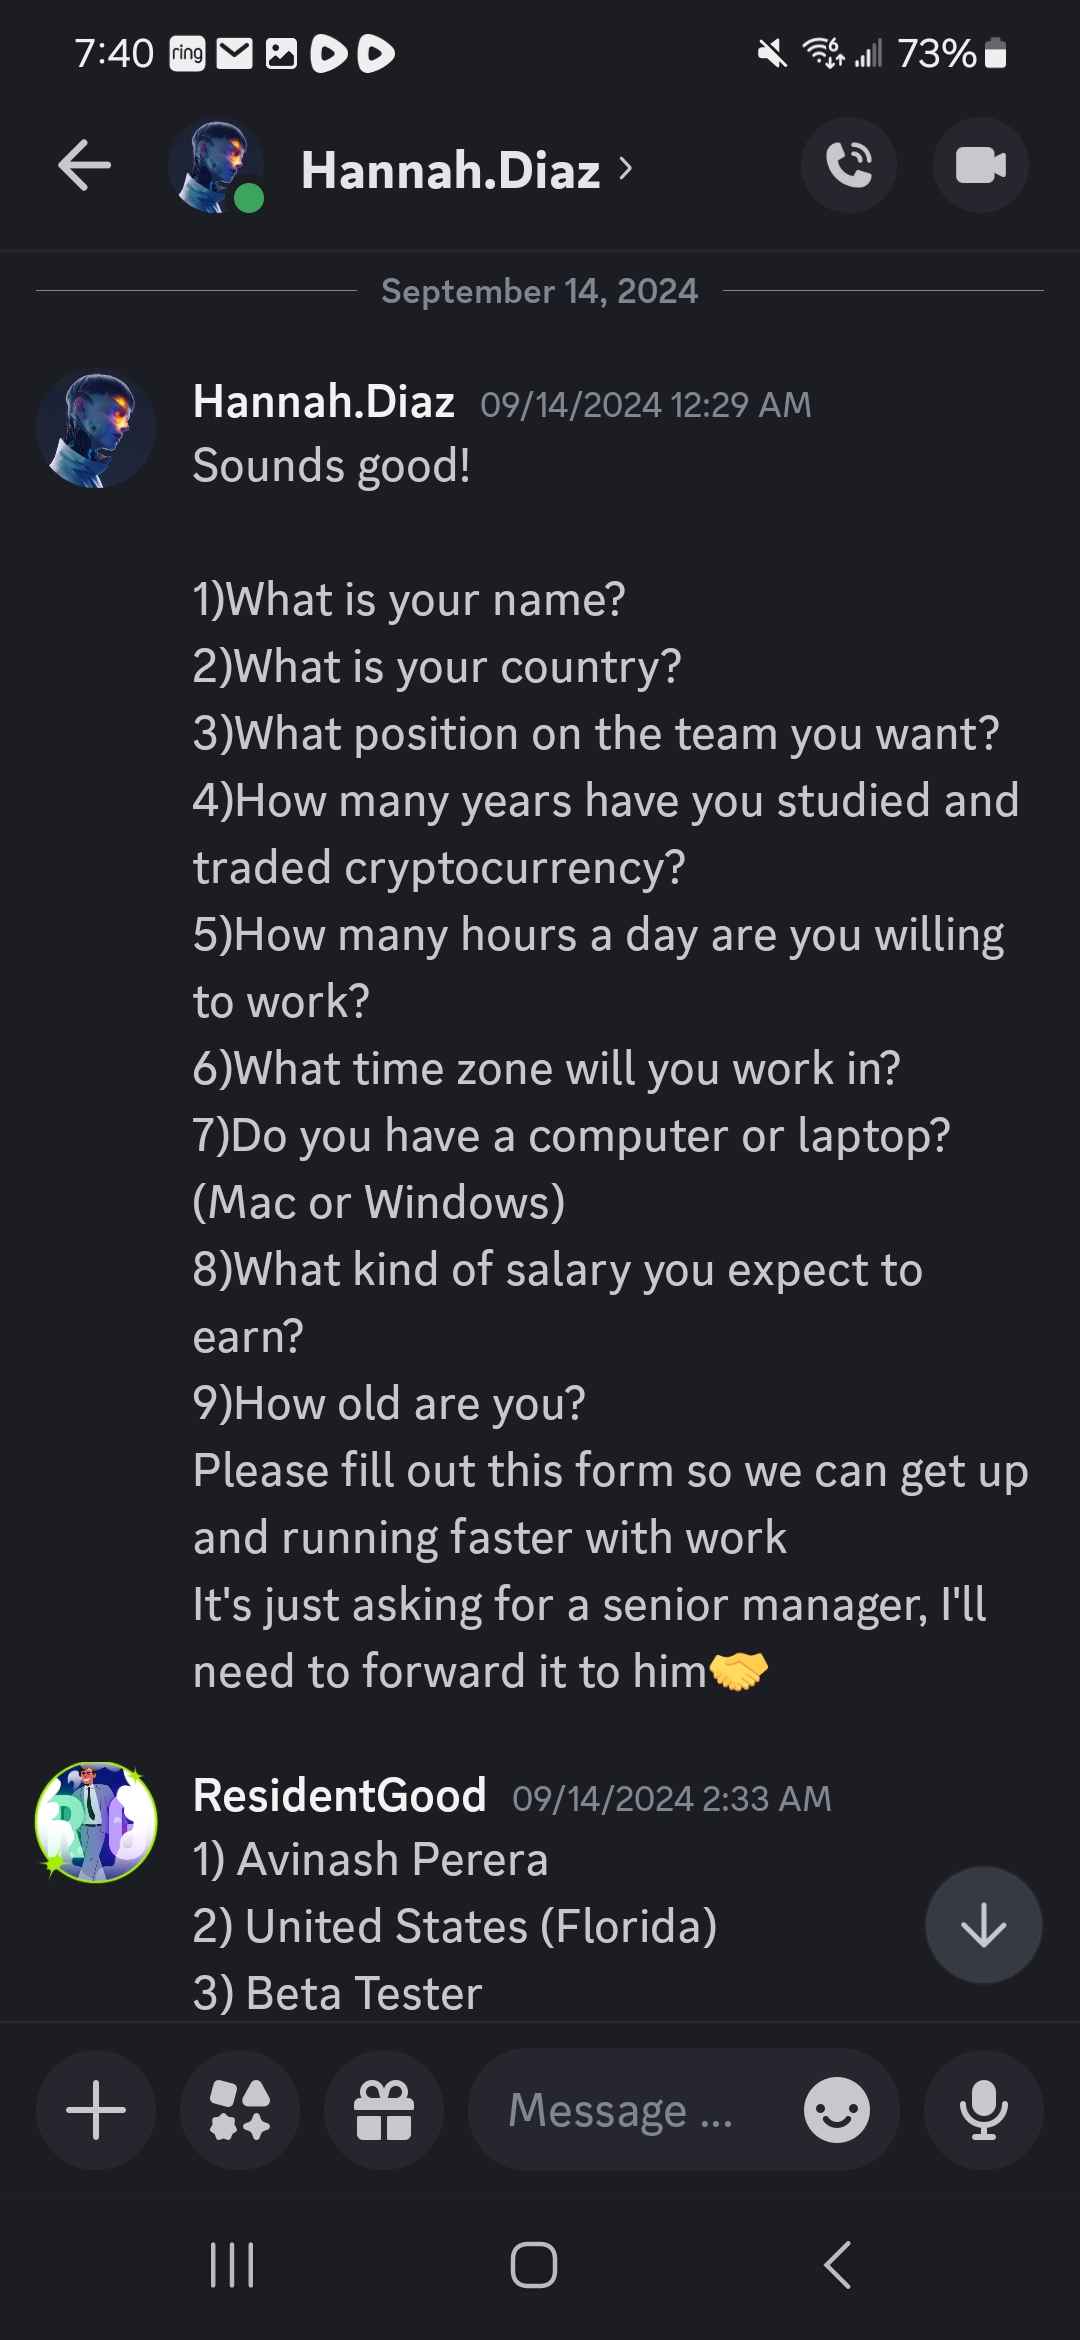 7:40 ring 73%
Hannah.Diaz
September 14, 2024
Hannah.Diaz 09/14/2024 12:29 AM
Sounds good!
1)What is your name?
2)What is your country?
3)What position on the team you want?
4)How many years have you studied and
traded cryptocurrency?
5)How many hours a day are you willing
to work?
6)What time zone will you work in?
7)Do you have a computer or laptop?
(Mac or Windows)
8)What kind of salary you expect to
earn?
9)How old are you?
Please fill out this form so we can get up
and running faster with work
It's just asking for a senior manager, I'll
need to forward it to him🤝
ResidentGood 09/14/2024 2:33 AM
1) Avinash Perera
2) United States (Florida)
3) Beta Tester
Message ...